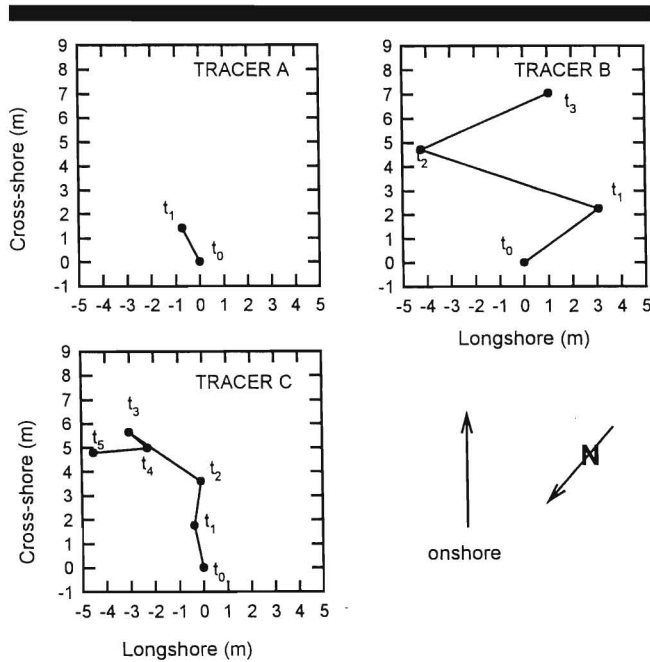 TRACER A
Cross-shore (m)
9
8
7
6
5
4
3
2
1
0
-1
t1
t0
-5 -4 -3 -2 -1 0 1 2 3 4 5
TRACER B
9
8
7
6
5
4
3
2
1
0
-1
t3
t2
t1
t0
-5 -4 -3 -2 -1 0 1 2 3 4 5
Longshore (m)
TRACER C
Cross-shore (m)
9
8
7
6
5
4
3
2
1
0
-1
t3
t5
t4
t2
t1
t0
-5 -4 -3 -2 -1 0 1 2 3 4 5
Longshore (m)
onshore
N